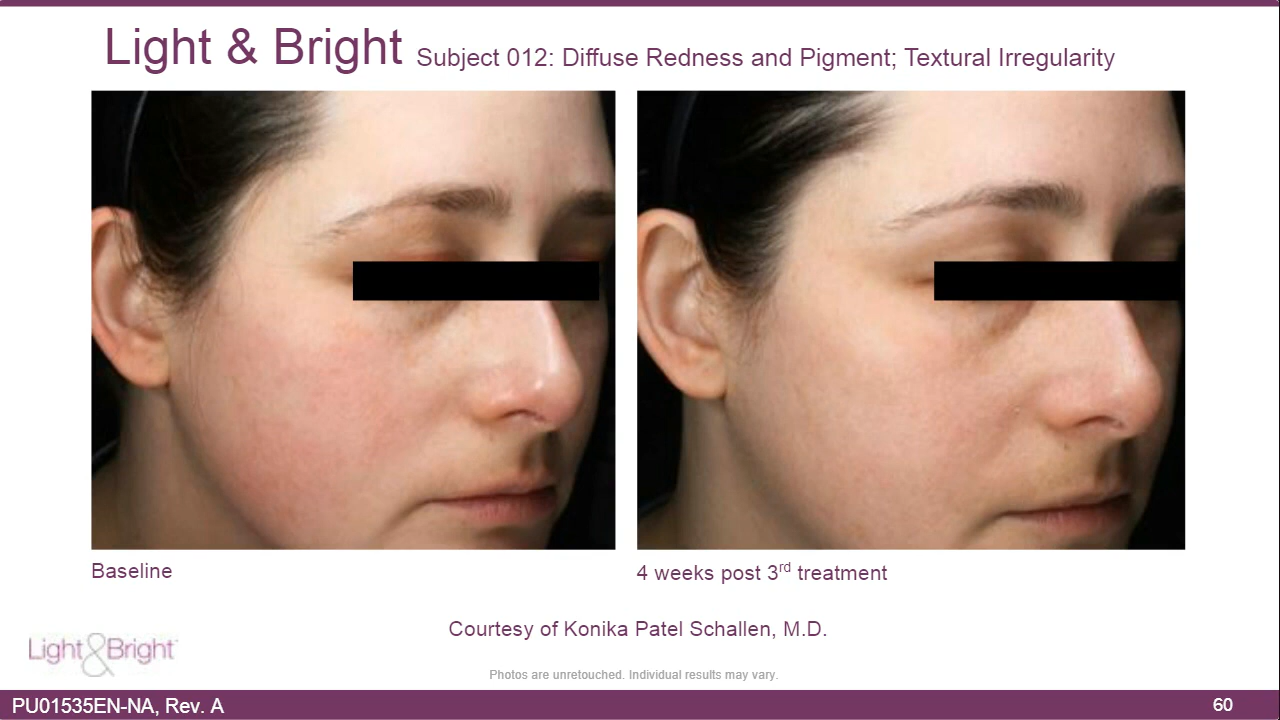 Light & Bright Subject 012: Diffuse Redness and Pigment; Textural Irregularity
Baseline
4 weeks post 3rd treatment
Courtesy of Konika Patel Schallen, M.D.
Light&Bright
Photos are unretouched. Individual results may vary.
PU01535EN-NA, Rev. A
60